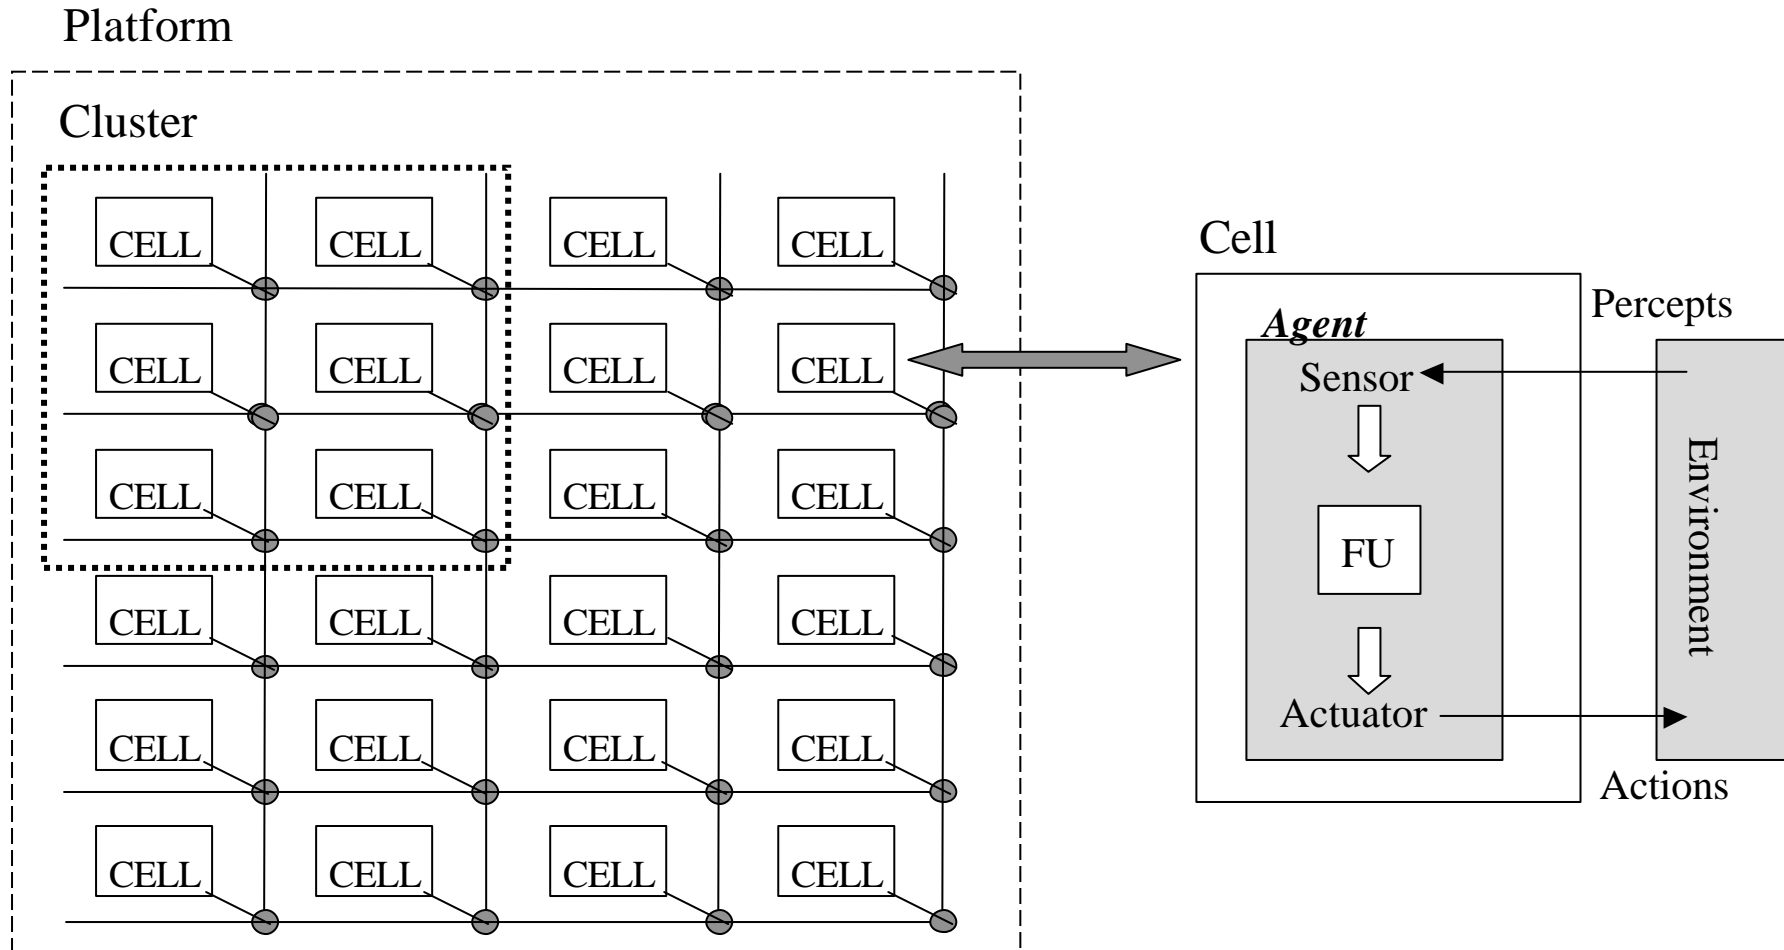 Platform
Cluster
CELL CELL CELL CELL
CELL CELL CELL CELL
CELL CELL CELL CELL
CELL CELL CELL CELL
CELL CELL CELL CELL
CELL CELL CELL CELL
Cell
Agent
Sensor
FU
Actuator
Percepts
Environment
Actions